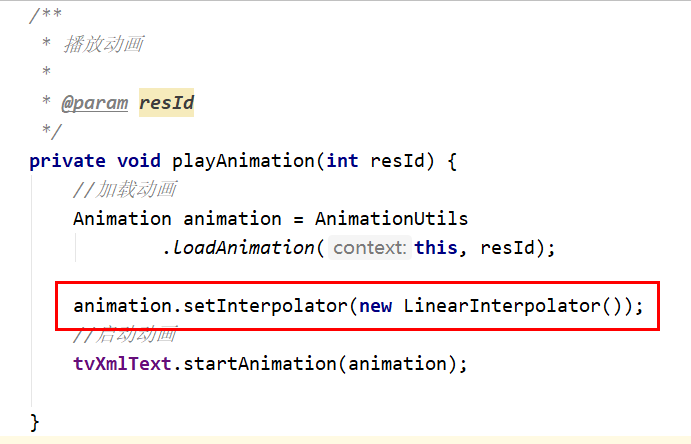 /**
* 播放动画
*
* @param resId
*/
private void playAnimation(int resId) {
//加载动画
Animation animation = AnimationUtils
.loadAnimation( context: this, resId);
animation.setInterpolator(new LinearInterpolator());
//启动动画
tvXmlText.startAnimation(animation);
}